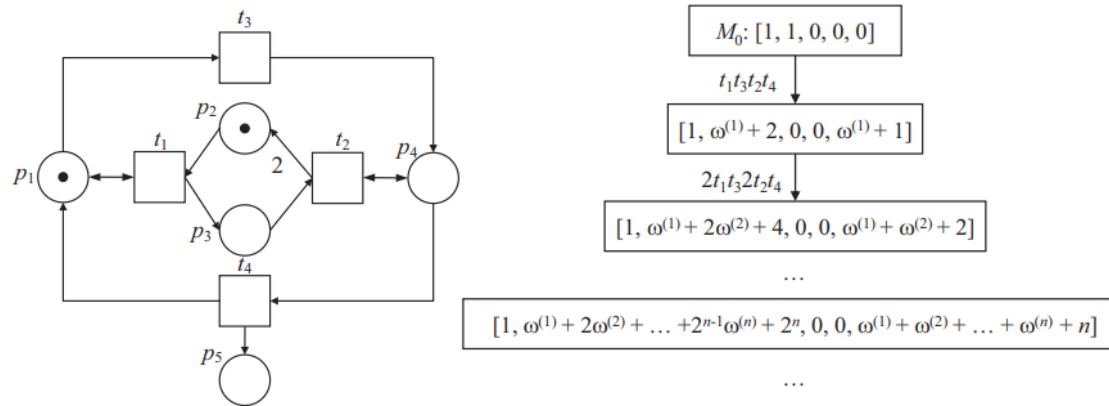 t₃
p₂
t₁
2
t₂
p₄
p₁
p₃
t₄
p₅
M₀: [1, 1, 0, 0, 0]
t₁t₃t₂t₄
[1, ω⁽¹⁾ + 2, 0, 0, ω⁽¹⁾ + 1]
2t₁t₃2t₂t₄
[1, ω⁽¹⁾ + 2ω⁽²⁾ + 4, 0, 0, ω⁽¹⁾ + ω⁽²⁾ + 2]
...
[1, ω⁽¹⁾ + 2ω⁽²⁾ + ... +2ⁿ⁻¹ω⁽ⁿ⁾ + 2ⁿ, 0, 0, ω⁽¹⁾ + ω⁽²⁾ + ... + ω⁽ⁿ⁾ + n]
...